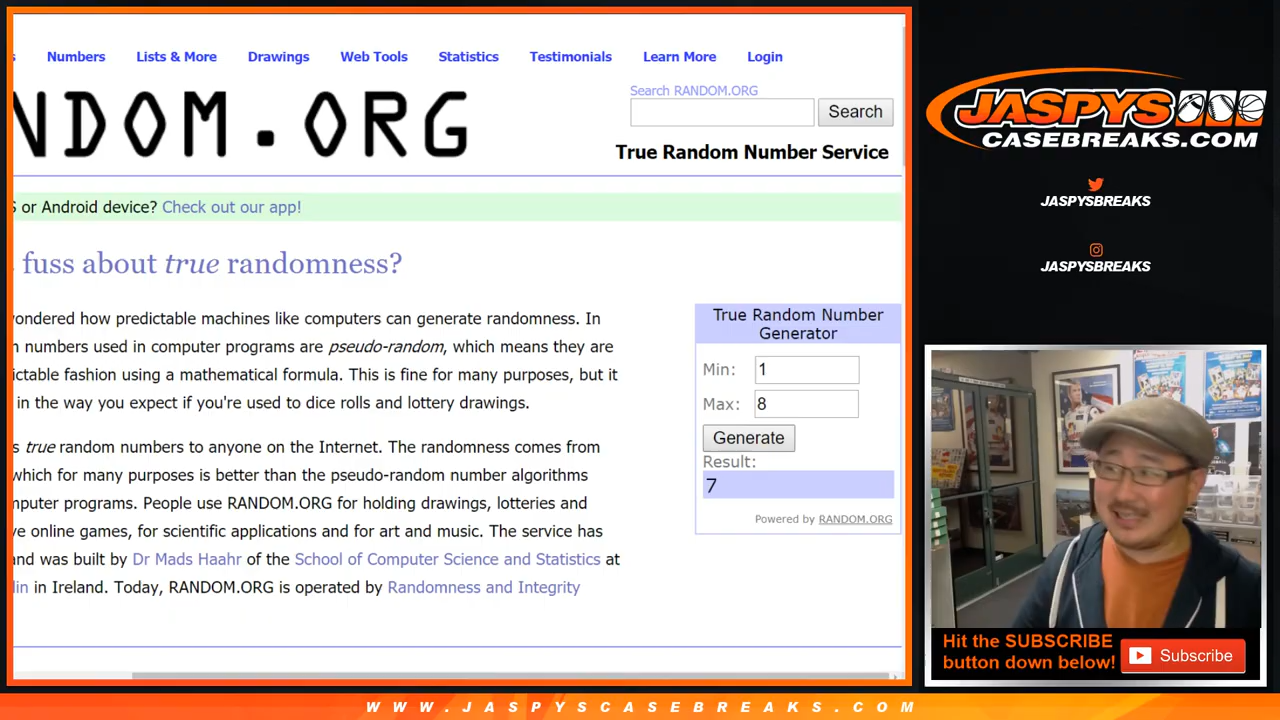 Numbers Lists & More Drawings Web Tools Statistics Testimonials Learn More Login
Search RANDOM.ORG
NDOM.ORG
Search
True Random Number Service
S or Android device? Check out our app!
fuss about true randomness?
ondered how predictable machines like computers can generate randomness. In
n numbers used in computer programs are pseudo-random, which means they are
ctable fashion using a mathematical formula. This is fine for many purposes, but it
in the way you expect if you're used to dice rolls and lottery drawings.
s true random numbers to anyone on the Internet. The randomness comes from
which for many purposes is better than the pseudo-random number algorithms
mputer programs. People use RANDOM.ORG for holding drawings, lotteries and
ve online games, for scientific applications and for art and music. The service has
and was built by Dr Mads Haahr of the School of Computer Science and Statistics at
lin in Ireland. Today, RANDOM.ORG is operated by Randomness and Integrity
True Random Number
Generator
Min: 1
Max: 8
Generate
Result:
7
Powered by RANDOM.ORG
JASPYS
CASEBREAKS.COM
JASPYSBREAKS
JASPYSBREAKS
Hit the SUBSCRIBE
button down below!
Subscribe
WWW.JASPYSCASEBREAKS.COM